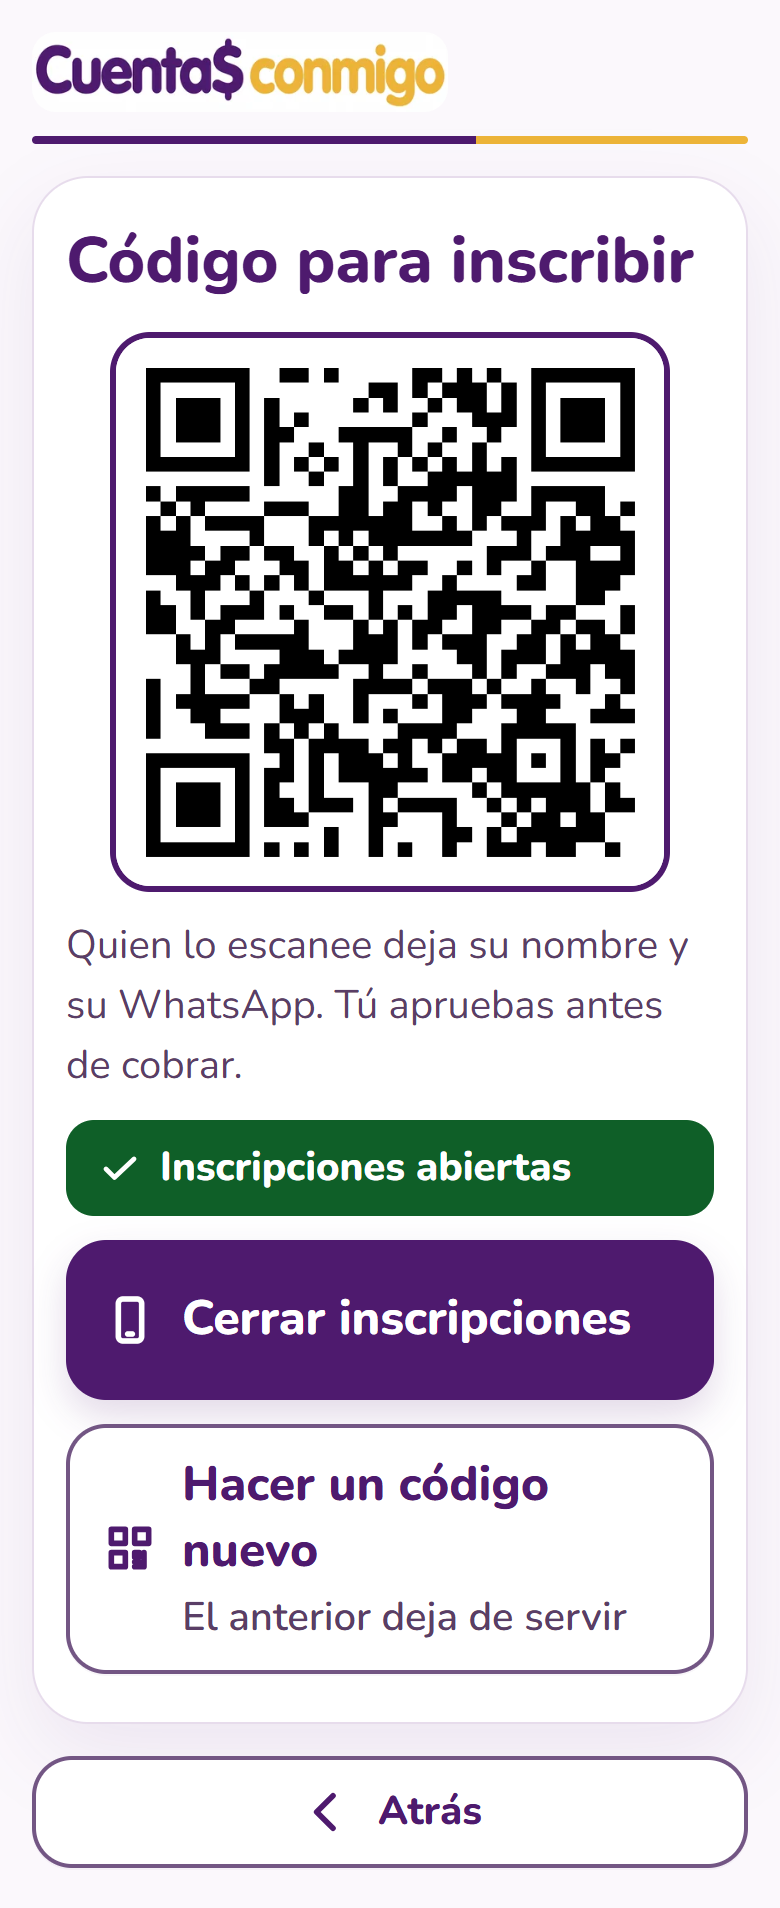 Cuenta$ conmigo
Código para inscribir
Quien lo escanee deja su nombre y
su WhatsApp. Tú apruebas antes
de cobrar.
Inscripciones abiertas
Cerrar inscripciones
Hacer un código
nuevo
El anterior deja de servir
Atrás